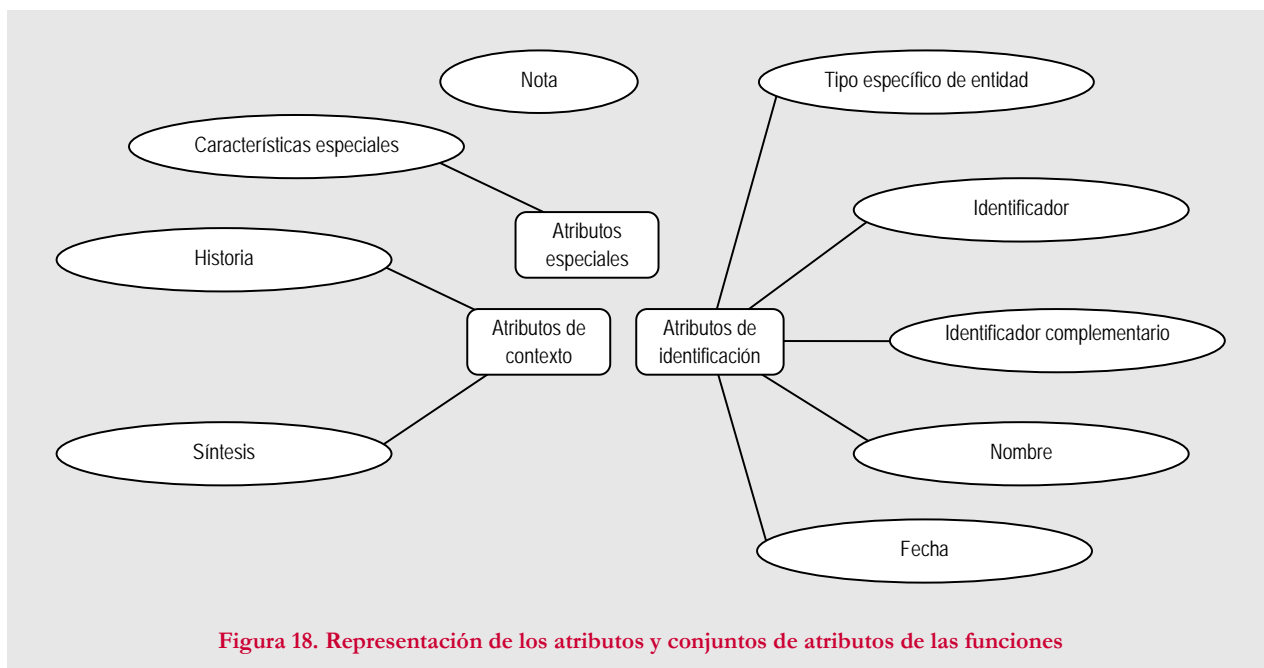 Nota
Tipo específico de entidad
Características especiales
Identificador
Atributos
especiales
Historia
Atributos de
contexto
Atributos de
identificación
Identificador complementario
Síntesis
Nombre
Fecha
Figura 18. Representación de los atributos y conjuntos de atributos de las funciones